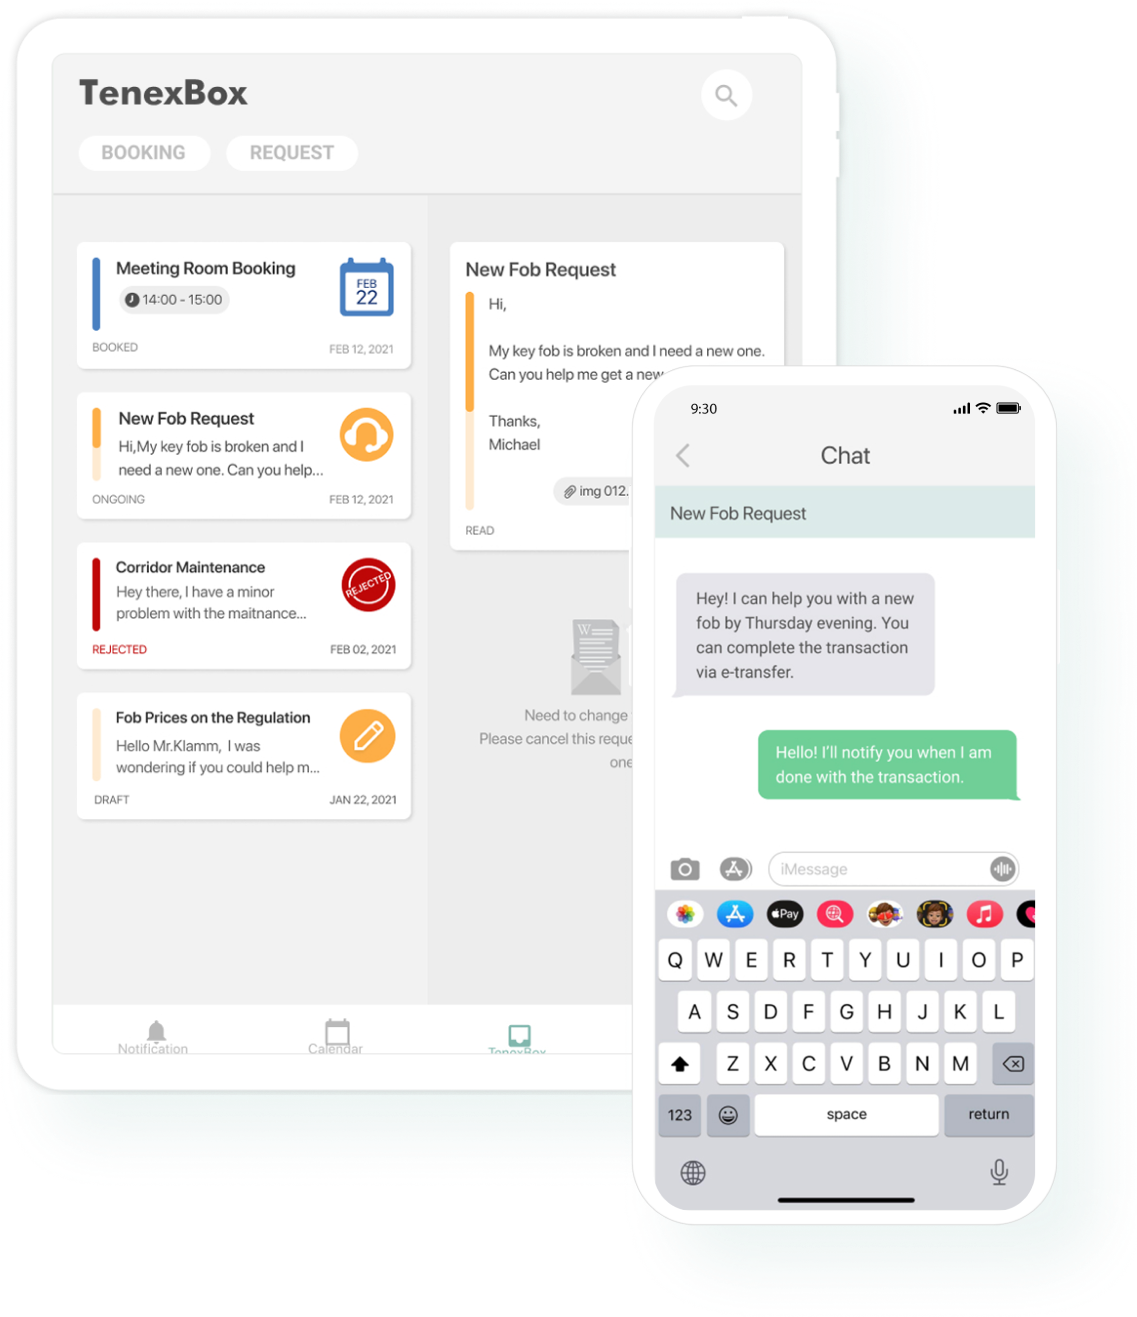 TenexBox
BOOKING
REQUEST
Meeting Room Booking
14:00 - 15:00
FEB
22
BOOKED
FEB 12, 2021
New Fob Request
Hi,My key fob is broken and I
need a new one. Can you help...
ONGOING
FEB 12, 2021
Corridor Maintenance
Hey there, I have a minor
problem with the maitnance...
REJECTED
REJECTED
FEB 02, 2021
Fob Prices on the Regulation
Hello Mr.Klamm, I was
wondering if you could help m...
DRAFT
JAN 22, 2021
New Fob Request
Hi,
My key fob is broken and I need a new one.
Can you help me get a new
Thanks,
Michael
img 012.
READ
W
Need to change
Please cancel this reque
one
Notification
Calendar
TenexBox
9:30
Chat
New Fob Request
Hey! I can help you with a new
fob by Thursday evening. You
can complete the transaction
via e-transfer.
Hello! I'll notify you when I am
done with the transaction.
iMessage
Pay
Q W E R T Y U I O P
A S D F G H J K L
Z X C V B N M
123
space
return